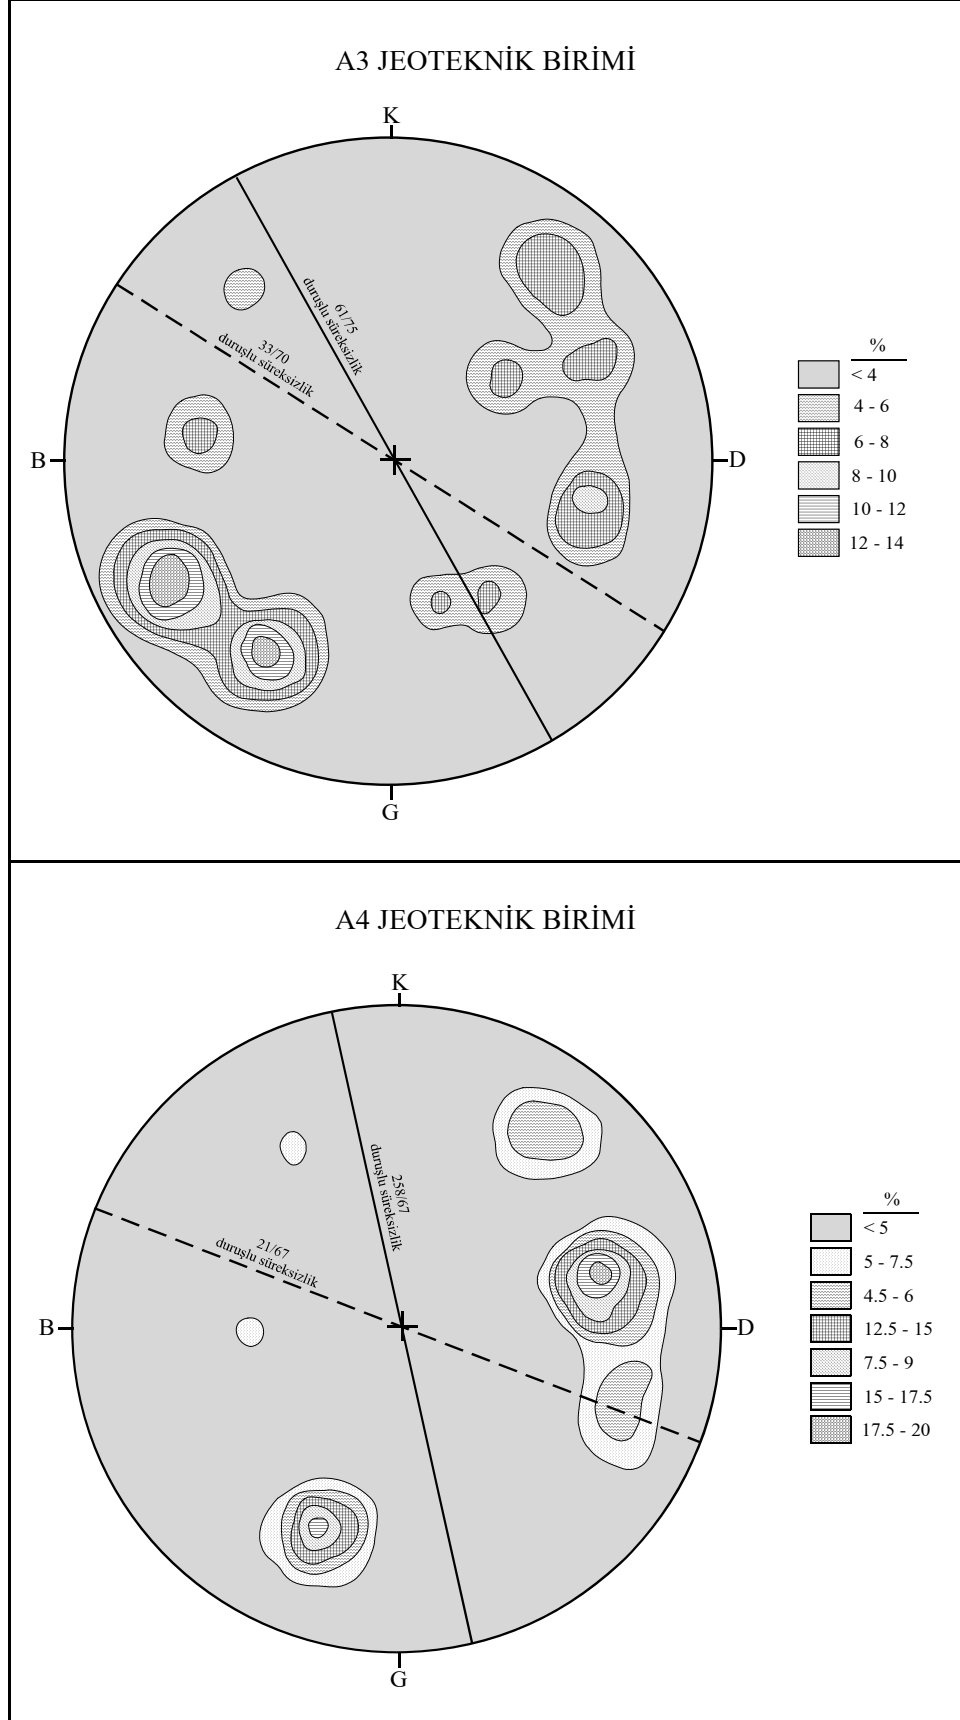 A3 JEOTEKNİK BİRİMİ
K
61/75
duruşlu süreksizlik
33/70
duruşlu süreksizlik
B
D
G
%
< 4
4 - 6
6 - 8
8 - 10
10 - 12
12 - 14
A4 JEOTEKNİK BİRİMİ
K
258/67
duruşlu süreksizlik
21/67
duruşlu süreksizlik
B
D
G
%
< 5
5 - 7.5
4.5 - 6
12.5 - 15
7.5 - 9
15 - 17.5
17.5 - 20